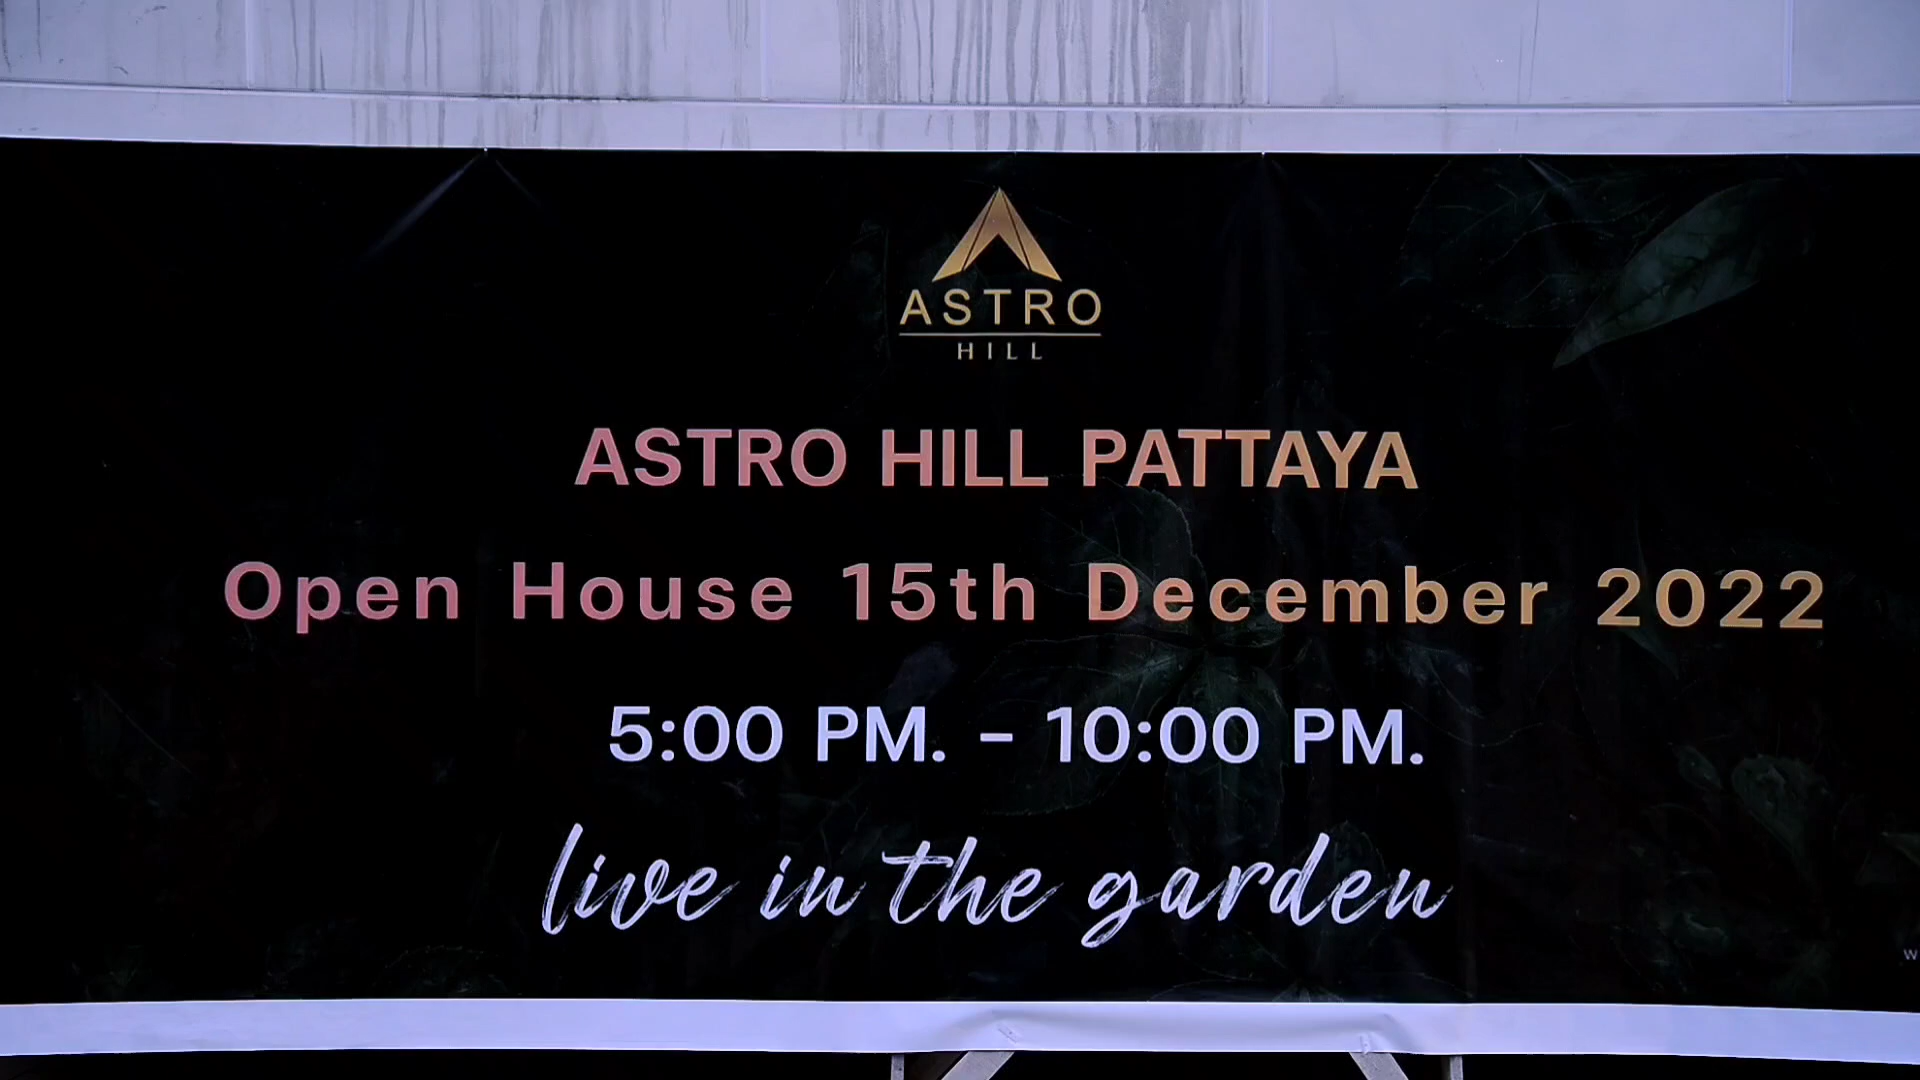 ASTRO
HILL
ASTRO HILL PATTAYA
Open House 15th December 2022
5:00 PM. - 10:00 PM.
live in the garden